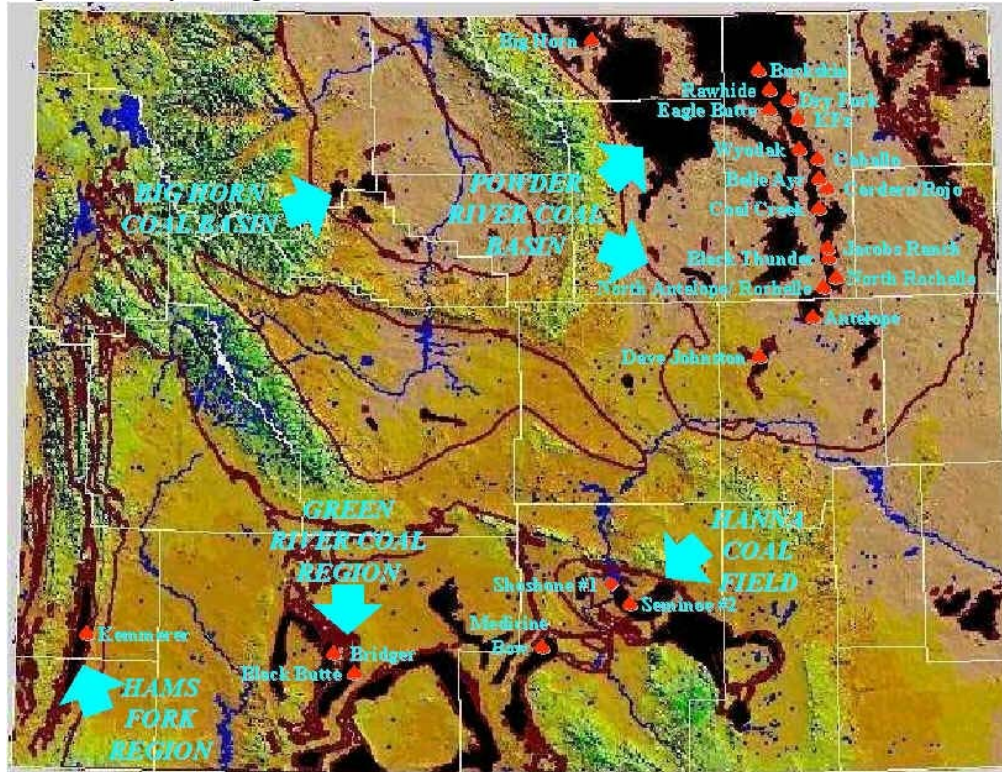 Big Horn
Buckskin
Rawhide
Dry Fork
Eagle Butte
KFx
Wyodak
Caballo
Belle Ayr
Cordero/Rojo
Coal Creek
Jacobs Ranch
Black Thunder
North Rochelle
North Antelope/ Rochelle
Antelope
Dave Johnston
BIG HORN
COAL BASIN
POWDER
RIVER COAL
BASIN
GREEN
RIVER COAL
REGION
HANNA
COAL
FIELD
Shoshone #1
Seminoe #2
Medicine
Bow
Kemmerer
Bridger
Black Butte
HAMS
FORK
REGION